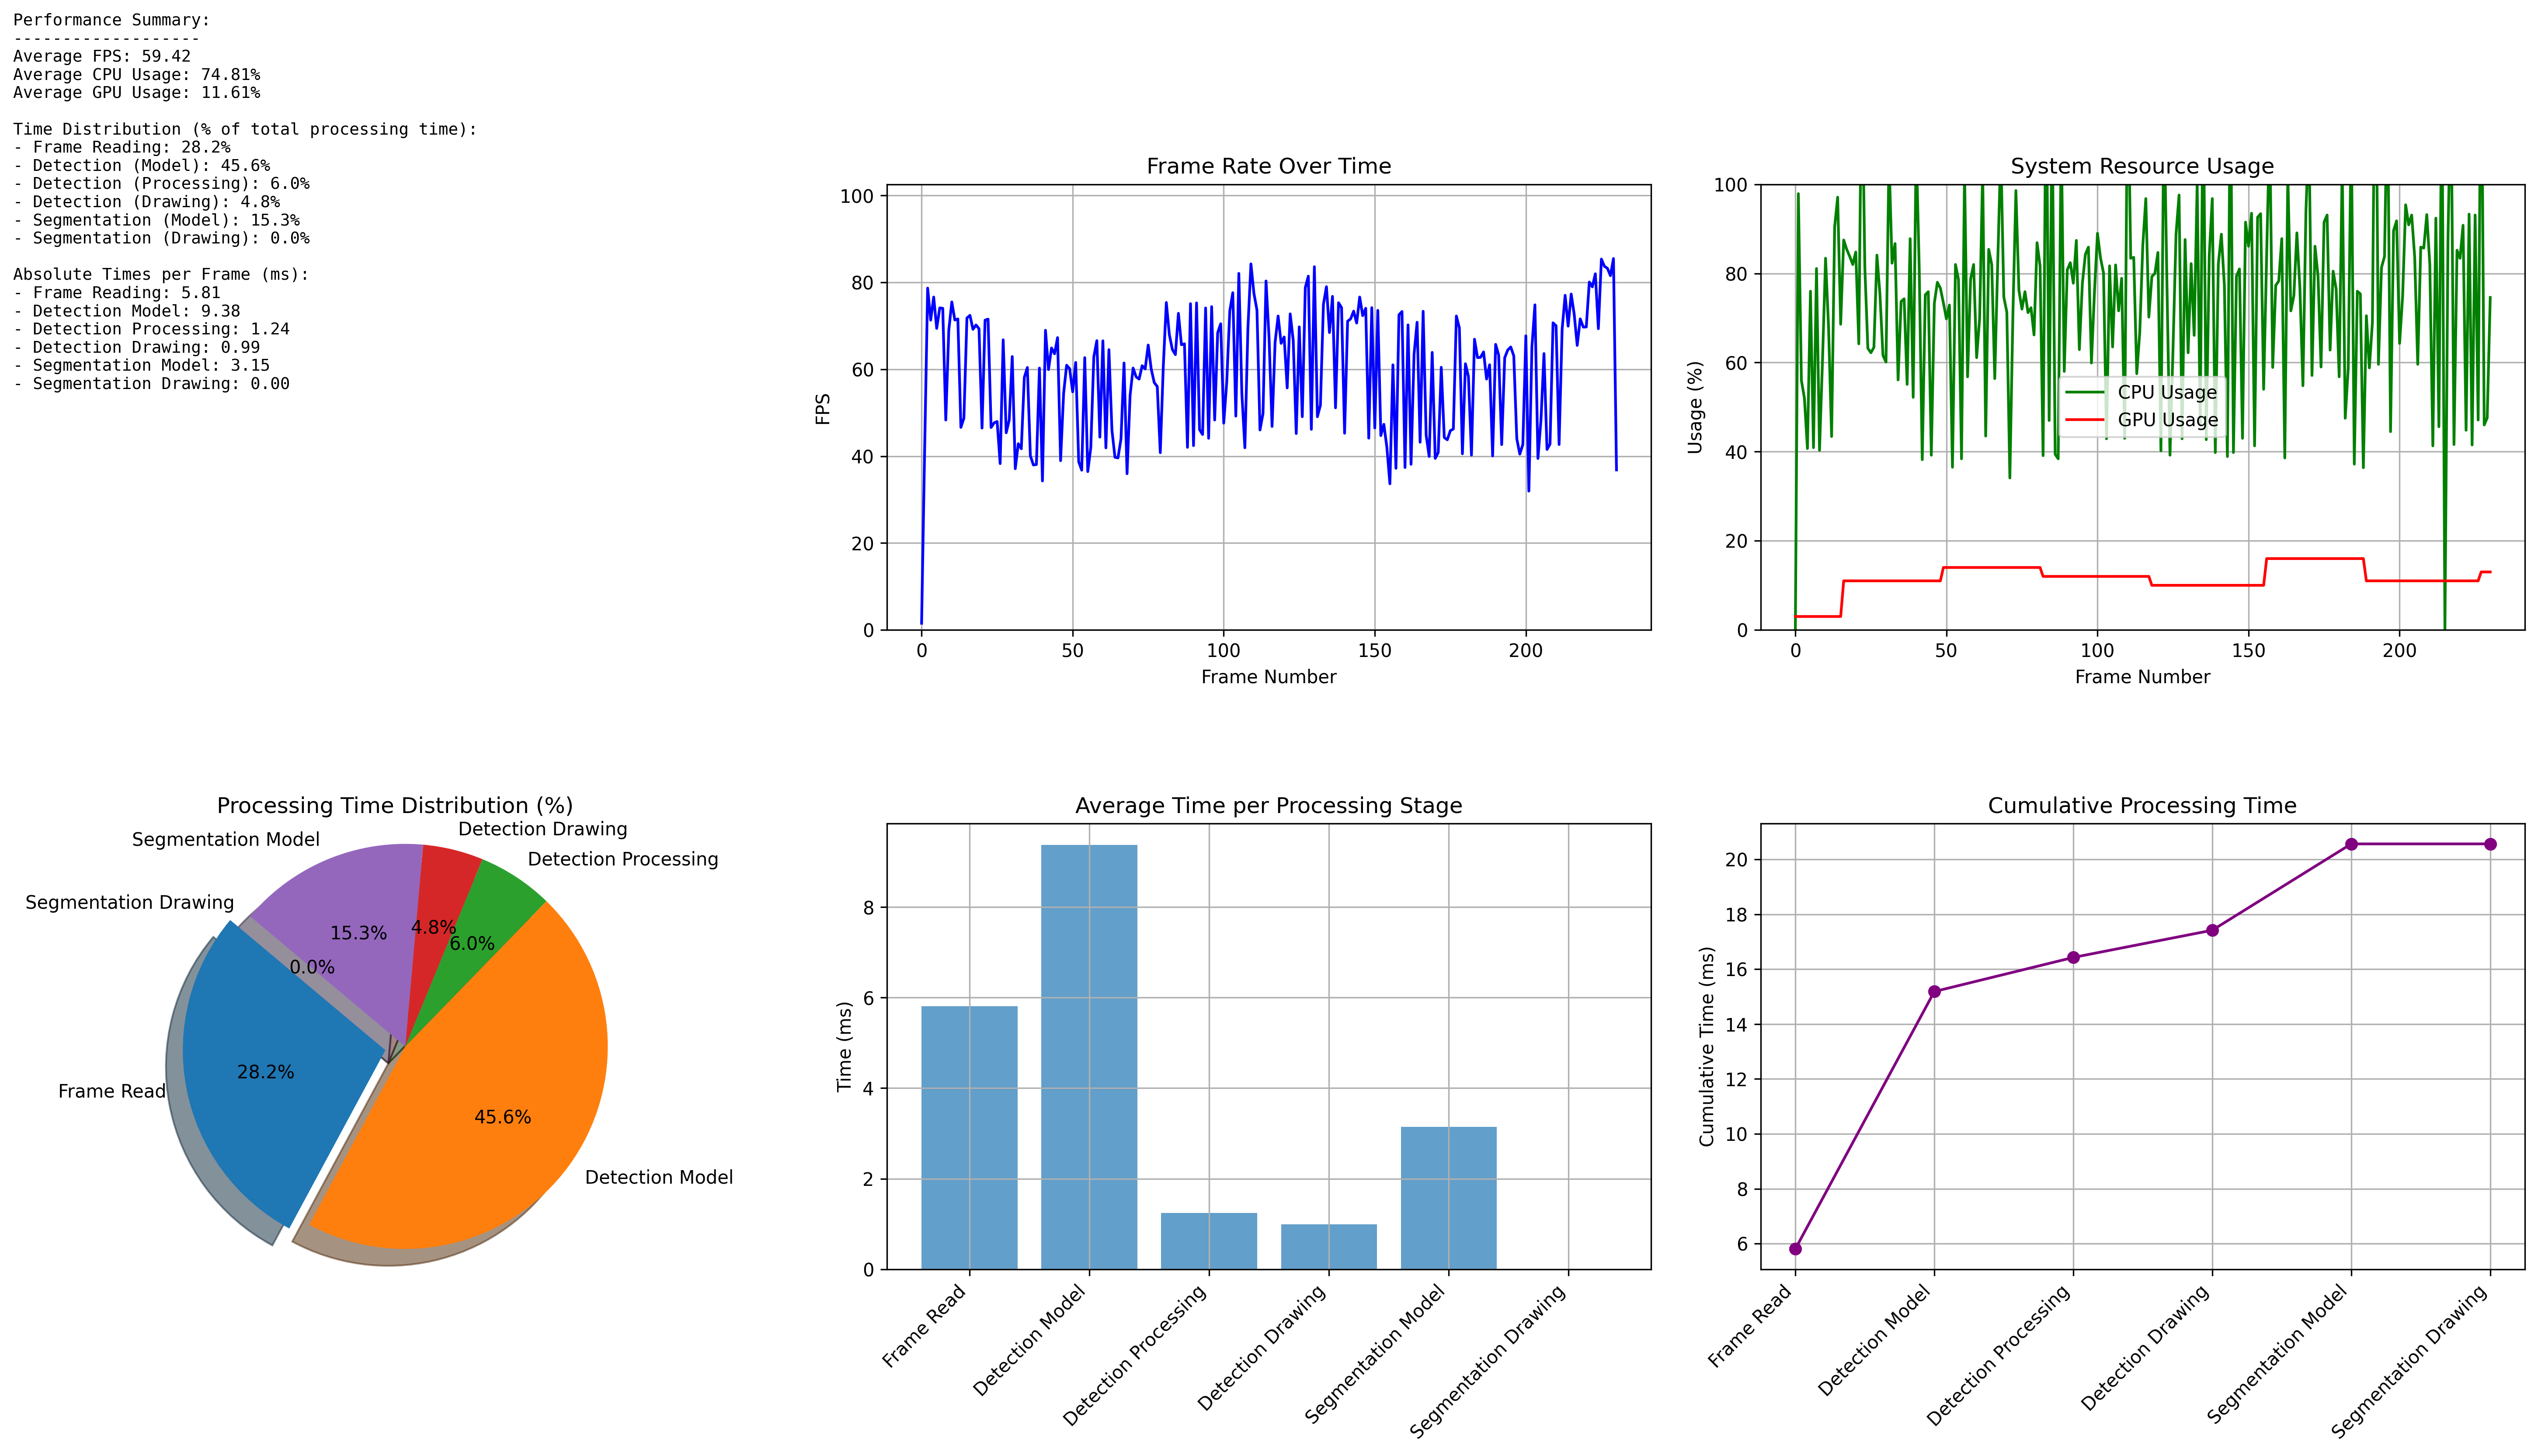 Performance Summary:
-------------------
Average FPS: 59.42
Average CPU Usage: 74.81%
Average GPU Usage: 11.61%
Time Distribution (% of total processing time):
- Frame Reading: 28.2%
- Detection (Model): 45.6%
- Detection (Processing): 6.0%
- Detection (Drawing): 4.8%
- Segmentation (Model): 15.3%
- Segmentation (Drawing): 0.0%
Absolute Times per Frame (ms):
- Frame Reading: 5.81
- Detection Model: 9.38
- Detection Processing: 1.24
- Detection Drawing: 0.99
- Segmentation Model: 3.15
- Segmentation Drawing: 0.00
Frame Rate Over Time
100
80
60
40
20
0
FPS
0 50 100 150 200
Frame Number
System Resource Usage
100
80
60
40
20
0
Usage (%)
CPU Usage
GPU Usage
0 50 100 150 200
Frame Number
Processing Time Distribution (%)
Detection Drawing
Segmentation Model
Detection Processing
Segmentation Drawing
4.8%
15.3%
6.0%
0.0%
28.2%
Frame Read
45.6%
Detection Model
Average Time per Processing Stage
8
6
4
2
0
Time (ms)
Frame Read
Detection Model
Detection Processing
Detection Drawing
Segmentation Model
Segmentation Drawing
Cumulative Processing Time
20
18
16
14
12
10
8
6
Cumulative Time (ms)
Frame Read
Detection Model
Detection Processing
Detection Drawing
Segmentation Model
Segmentation Drawing